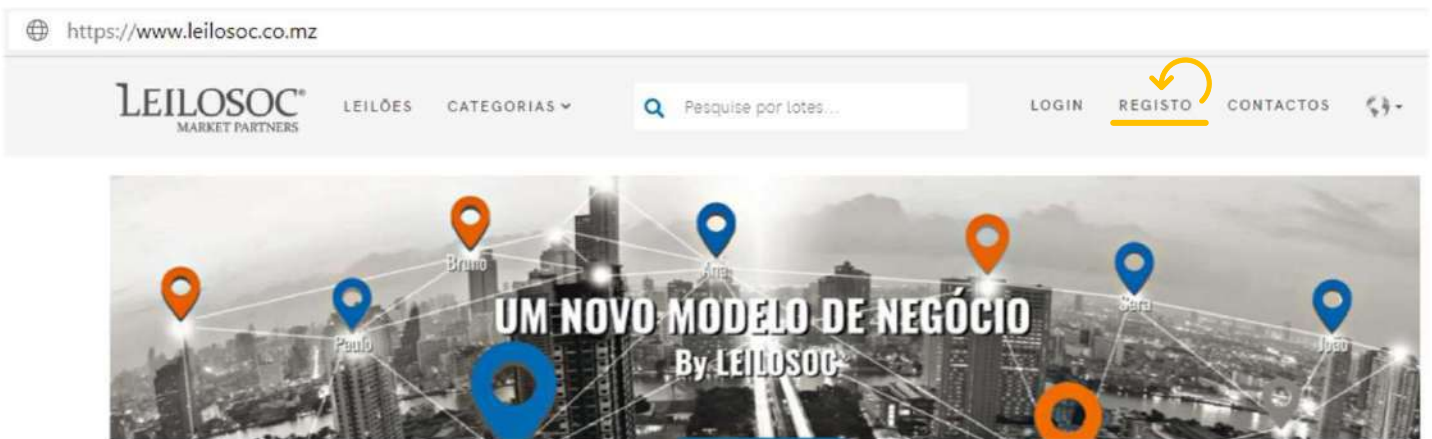 https://www.leilosoc.co.mz
LEILOSOC® LEILÕES CATEGORIAS Pesquise por lotes... LOGIN REGISTO CONTACTOS
MARKET PARTNERS
Bruno Ana Sara
Paulo João
UM NOVO MODELO DE NEGÓCIO
By LEILOSOC®